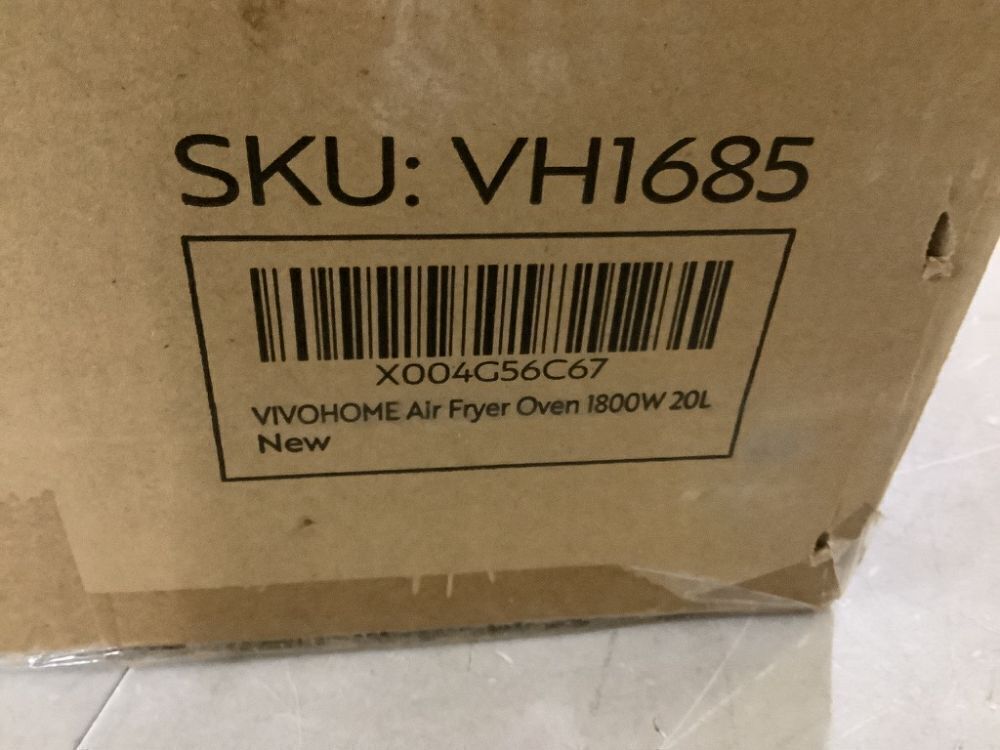 SKU: VH1685
X004G56C67
VIVOHOME Air Fryer Oven 1800W 20L
New